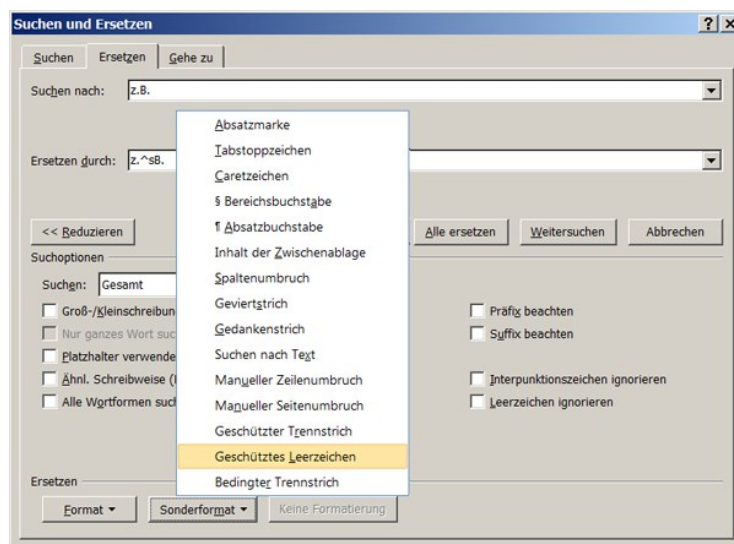 Suchen und Ersetzen
Suchen Ersetzen Gehe zu
Suchen nach: z.B.
Ersetzen durch: z.^sB.
Absatzmarke
Tabstoppzeichen
Caretzeichen
§ Bereichsbuchstabe
¶ Absatzbuchstabe
Inhalt der Zwischenablage
Spaltenumbruch
Geviertstrich
Gedankenstrich
Suchen nach Text
Manueller Zeilenumbruch
Manueller Seitenumbruch
Geschützter Trennstrich
Geschütztes Leerzeichen
Bedingter Trennstrich
<< Reduzieren Alle ersetzen Weitersuchen Abbrechen
Suchoptionen
Suchen: Gesamt
Groß-/Kleinschreibun Präfix beachten
Nur ganzes Wort suc Suffix beachten
Platzhalter verwende
Ähnl. Schreibweise ( Interpunktionszeichen ignorieren
Alle Wortformen such Leerzeichen ignorieren
Ersetzen
Format Sonderformat Keine Formatierung